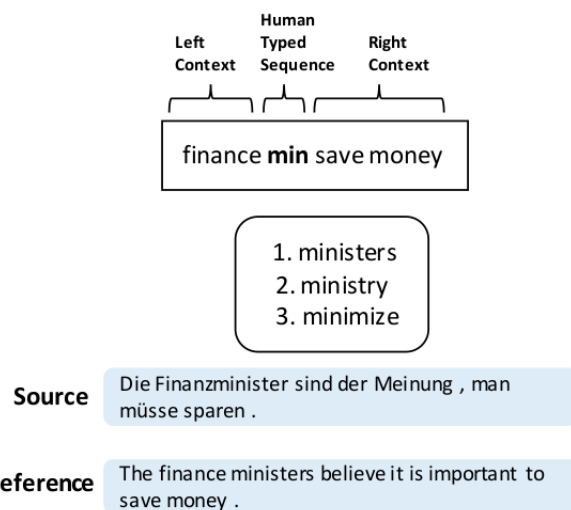 Left Context
Human Typed Sequence
Right Context
finance min save money
1. ministers
2. ministry
3. minimize
Source
Die Finanzminister sind der Meinung , man
müsse sparen .
eference
The finance ministers believe it is important to
save money .